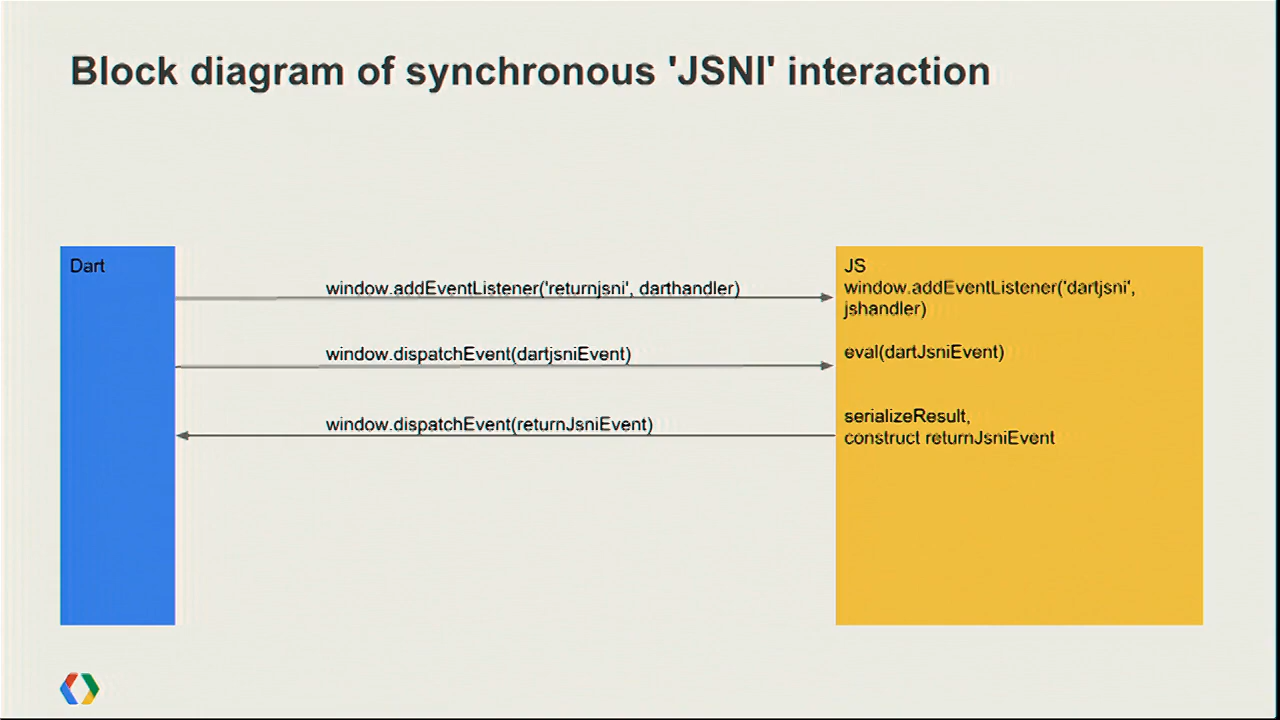 Block diagram of synchronous 'JSNI' interaction
Dart
window.addEventListener('returnjsni', darthandler)
window.dispatchEvent(dartjsniEvent)
window.dispatchEvent(returnJsniEvent)
JS
window.addEventListener('dartjsni',
jshandler)
eval(dartJsniEvent)
serializeResult,
construct returnJsniEvent